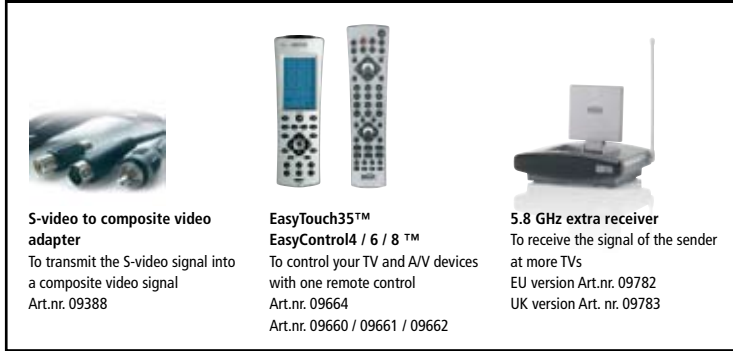 S-video to composite video
adapter
To transmit the S-video signal into
a composite video signal
Art.nr. 09388
EasyTouch35™
EasyControl4 / 6 / 8 ™
To control your TV and A/V devices
with one remote control
Art.nr. 09664
Art.nr. 09660 / 09661 / 09662
5.8 GHz extra receiver
To receive the signal of the sender
at more TVs
EU version Art.nr. 09782
UK version Art. nr. 09783